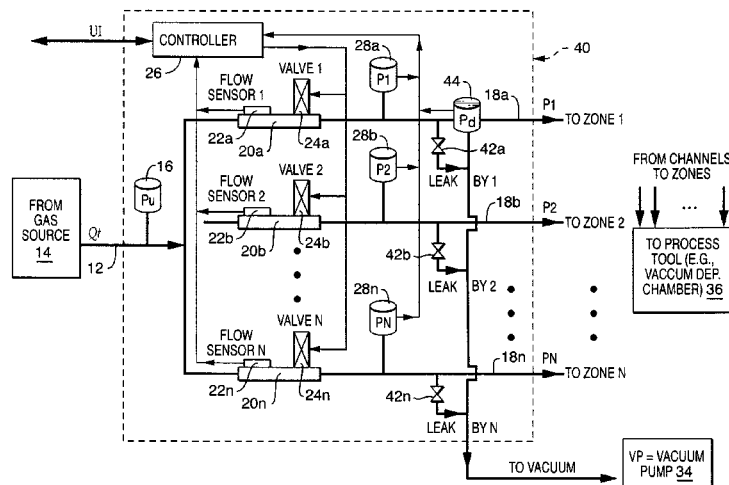 UI
CONTROLLER
26
40
28a
P1
44
Pd
18a
P1
TO ZONE 1
FLOW
SENSOR 1
VALVE 1
22a
20a
24a
42a
LEAK BY 1
16
Pu
28b
P2
FROM CHANNELS
TO ZONES
...
FROM
GAS
SOURCE
14
Qt
12
FLOW
SENSOR 2
VALVE 2
22b
20b
24b
18b
P2
TO ZONE 2
42b
LEAK BY 2
TO PROCESS
TOOL (E.G.,
VACCUM DEP.
CHAMBER) 36
28n
PN
FLOW
SENSOR N
VALVE N
22n
20n
24n
18n
PN
TO ZONE N
42n
LEAK BY N
TO VACUUM
VP = VACUUM
PUMP 34